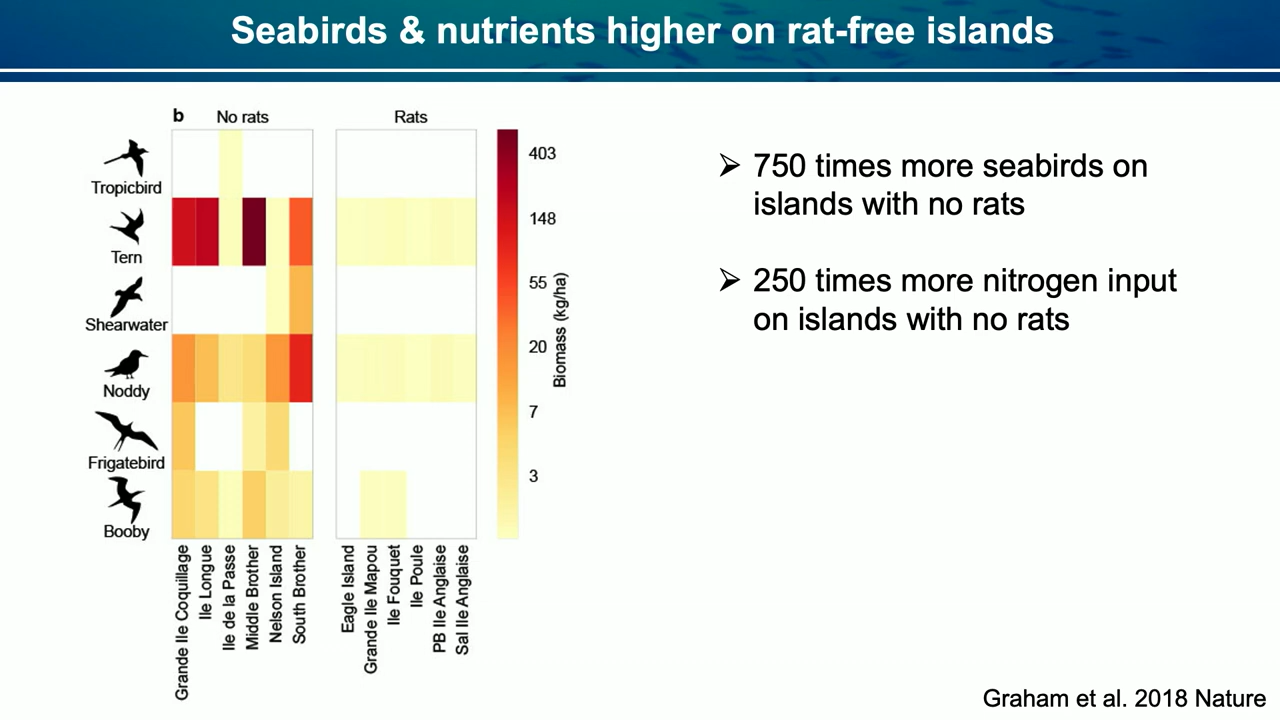 Seabirds & nutrients higher on rat-free islands
b
No rats
Rats
Tropicbird
Tern
Shearwater
Noddy
Frigatebird
Booby
403
148
55
20
7
3
Biomass (kg/ha)
Grande Ile Coquillage
Ile Longue
Ile de la Passe
Middle Brother
Nelson Island
South Brother
Eagle Island
Grande Ile Mapou
Ile Fouquet
Ile Poule
PB Ile Anglaise
Sal Ile Anglaise
➢ 750 times more seabirds on
islands with no rats
➢ 250 times more nitrogen input
on islands with no rats
Graham et al. 2018 Nature